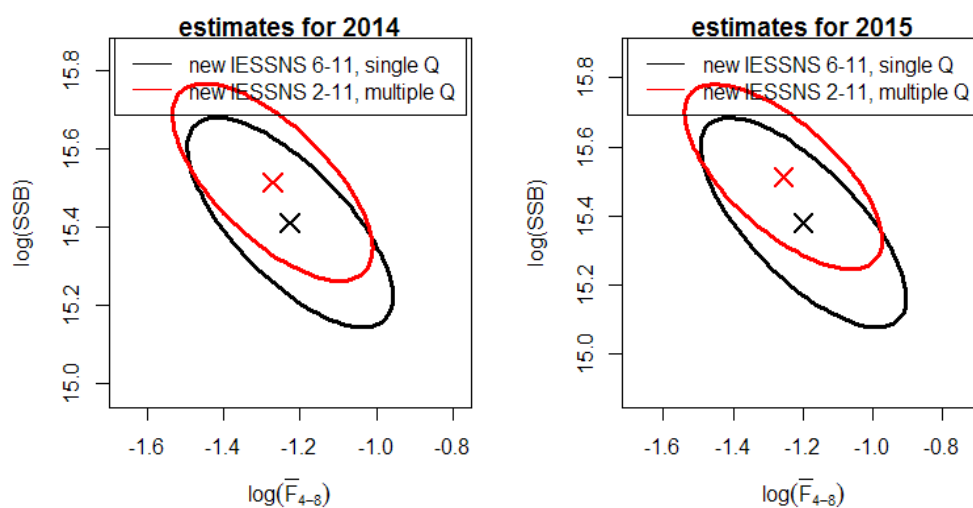 estimates for 2014
new IESSNS 6-11, single Q
new IESSNS 2-11, multiple Q
log(SSB)
15.8
15.6
15.4
15.2
15.0
-1.6 -1.4 -1.2 -1.0 -0.8
log(F̅4−8)
estimates for 2015
new IESSNS 6-11, single Q
new IESSNS 2-11, multiple Q
log(SSB)
15.8
15.6
15.4
15.2
15.0
-1.6 -1.4 -1.2 -1.0 -0.8
log(F̅4−8)